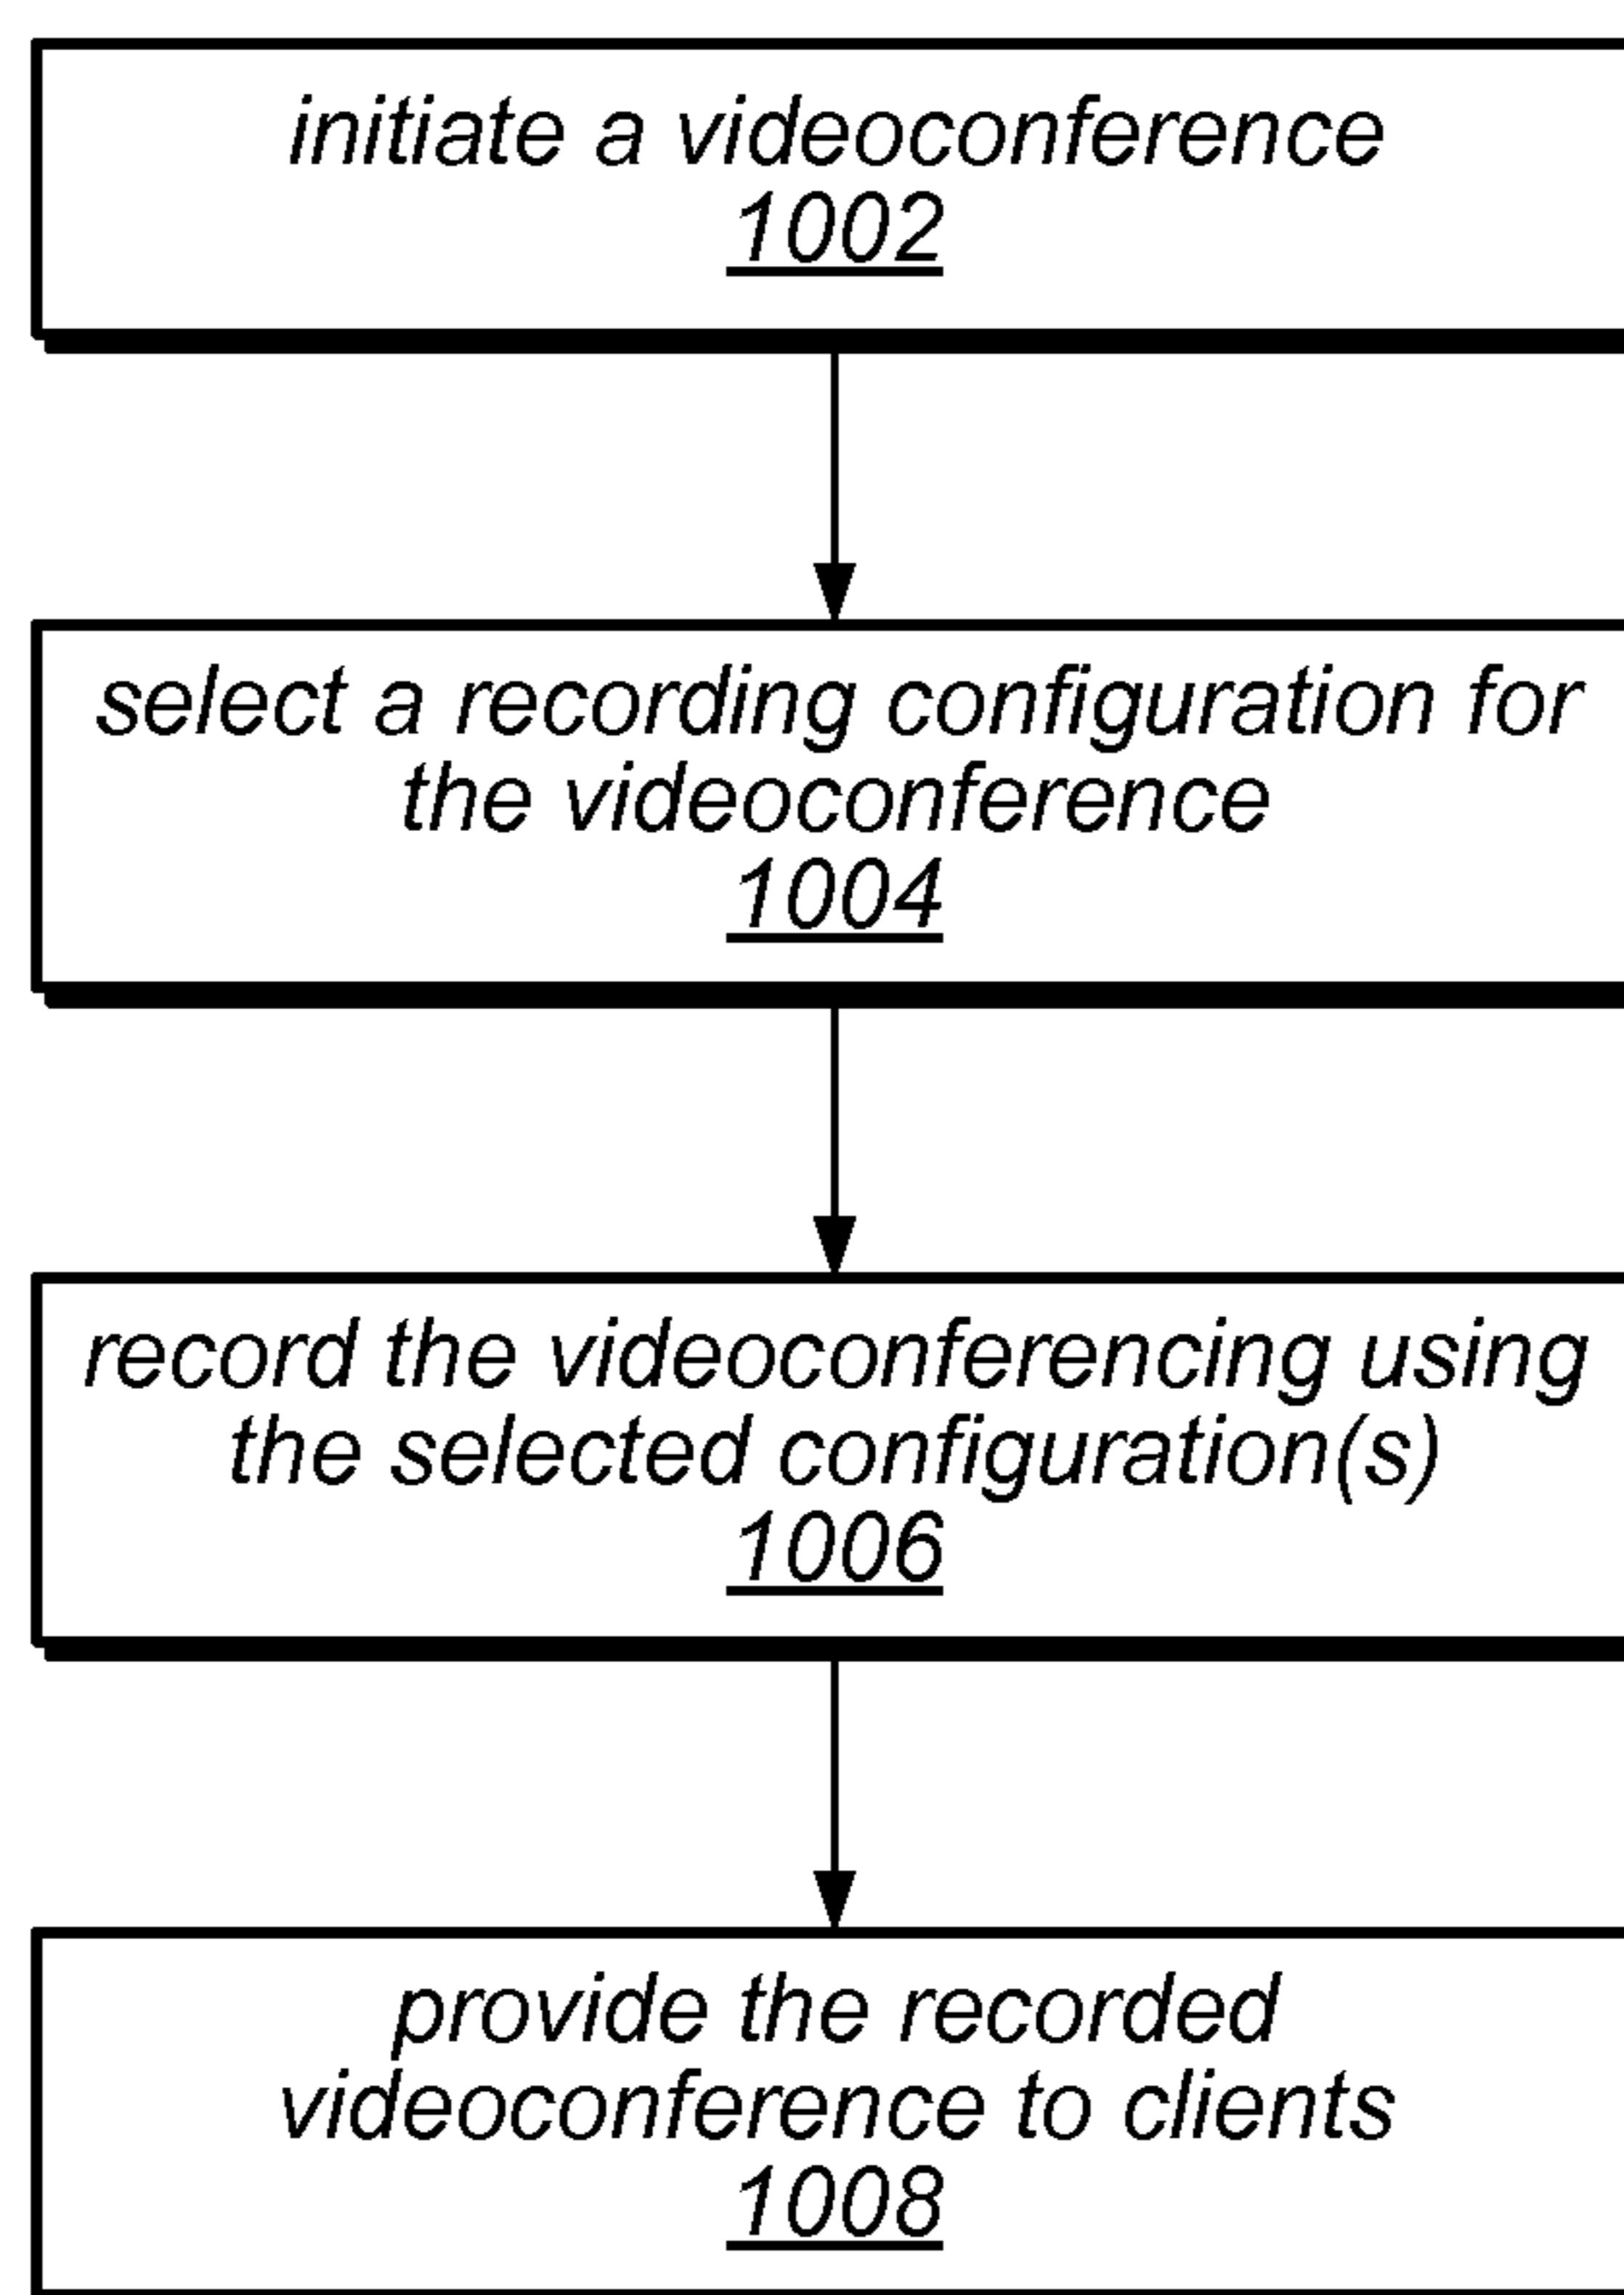 initiate a videoconference
1002
select a recording configuration for
the videoconference
1004
record the videoconferencing using
the selected configuration(s)
1006
provide the recorded
videoconference to clients
1008